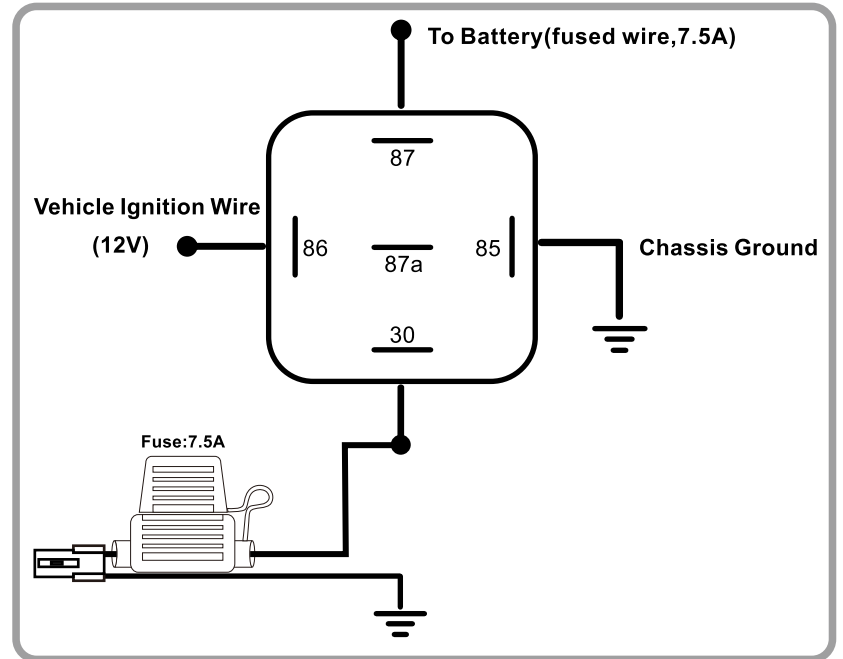 To Battery(fused wire,7.5A)
87
Vehicle Ignition Wire
(12V)
86
87a
85
Chassis Ground
30
Fuse:7.5A